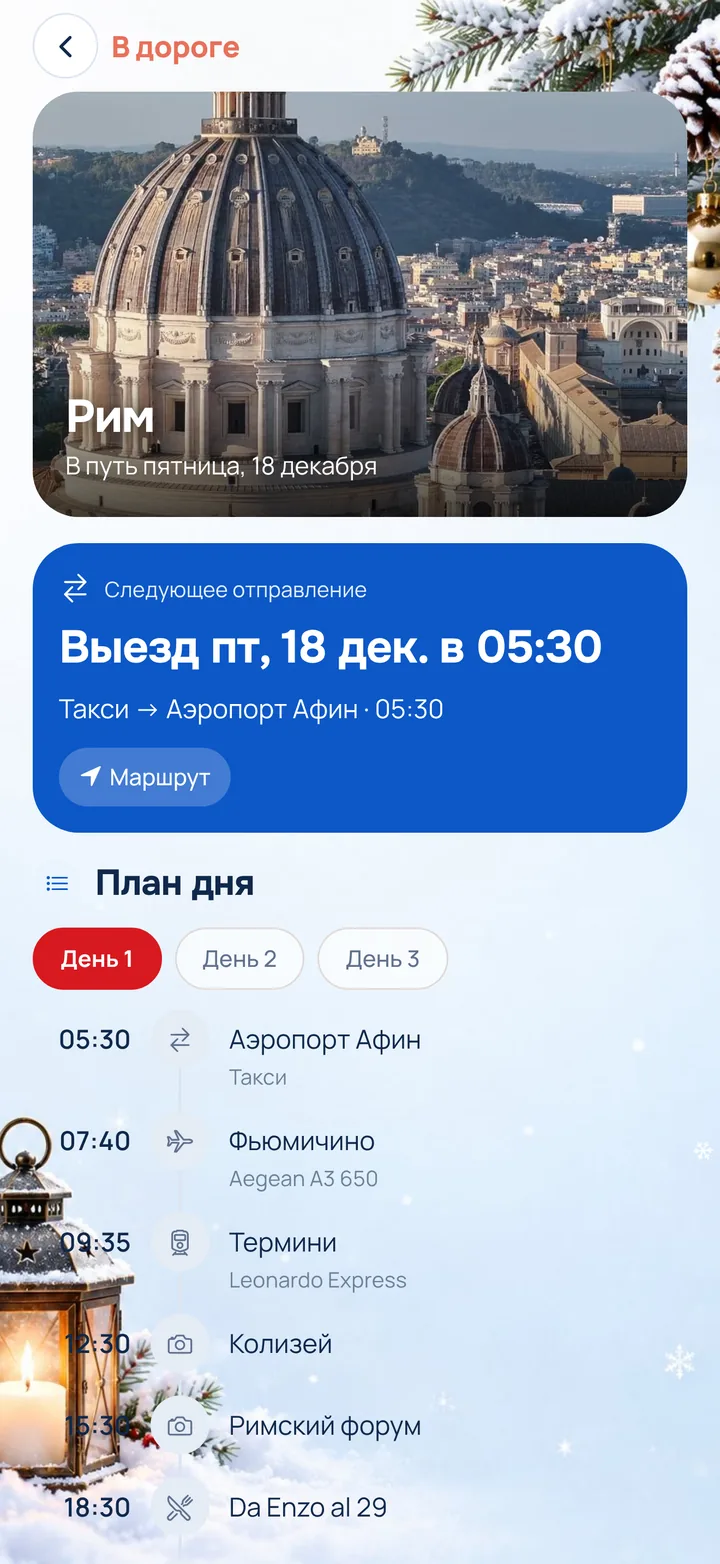 В дороге
Рим
В путь пятница, 18 декабря
Следующее отправление
Выезд пт, 18 дек. в 05:30
Такси → Аэропорт Афин · 05:30
Маршрут
План дня
День 1 День 2 День 3
05:30 Аэропорт Афин
Такси
07:40 Фьюмичино
Aegean A3 650
09:35 Термини
Leonardo Express
12:30 Колизей
15:30 Римский форум
18:30 Da Enzo al 29